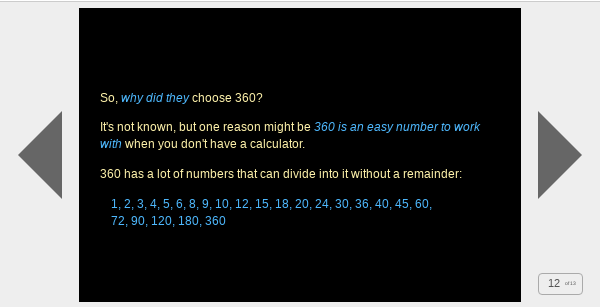 So, why did they choose 360?
It's not known, but one reason might be 360 is an easy number to work
with when you don't have a calculator.
360 has a lot of numbers that can divide into it without a remainder:
1, 2, 3, 4, 5, 6, 8, 9, 10, 12, 15, 18, 20, 24, 30, 36, 40, 45, 60,
72, 90, 120, 180, 360
12 of 13